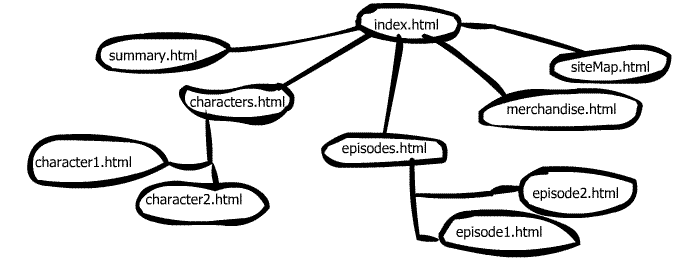 index.html
summary.html
siteMap.html
characters.html
merchandise.html
episodes.html
character1.html
character2.html
episode2.html
episode1.html